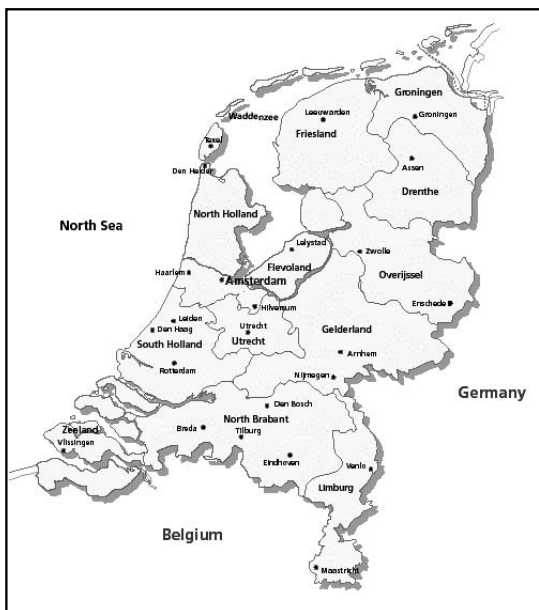 Groningen
Leeuwarden
Groningen
Waddenzee
Friesland
Texel
Assen
Den Helder
Drenthe
North Holland
North Sea
Lelystad
Zwolle
Flevoland
Haarlem
Amsterdam
Overijssel
Hilversum
Enschede
Leiden
Utrecht
Den Haag
Gelderland
South Holland
Utrecht
Arnhem
Rotterdam
Nijmegen
Germany
Den Bosch
North Brabant
Zeeland
Breda
Tilburg
Vlissingen
Eindhoven
Venlo
Limburg
Belgium
Maastricht